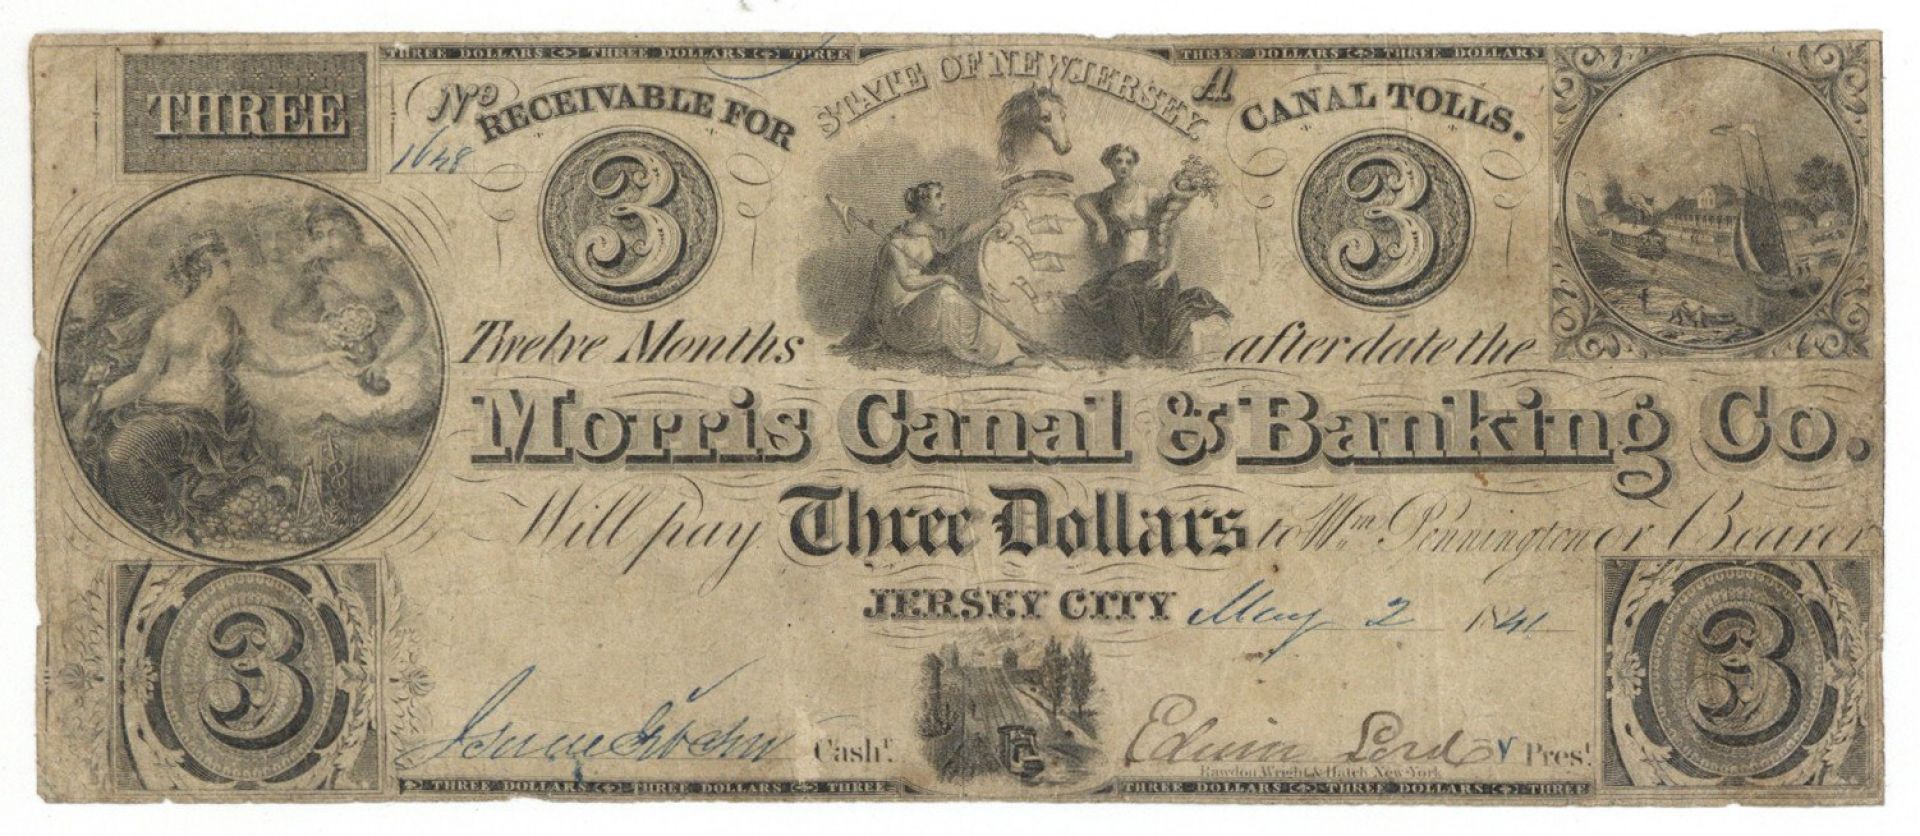 THREE DOLLARS THREE DOLLARS THREE
THREE DOLLARS THREE DOLLARS
THREE
No
1648
RECEIVABLE FOR
STATE OF NEW JERSEY
A
CANAL TOLLS.
3
3
Twelve Months after date the
Morris Canal & Banking Co.
Will pay Three Dollars to Wm Pennington or Bearer
JERSEY CITY May 2 1841
3
3
Cashr.
Edwin Lord Prest.
Rawdon Wright & Hatch New-York
THREE DOLLARS THREE DOLLARS THREE
THREE DOLLARS THREE DOLLARS THREE